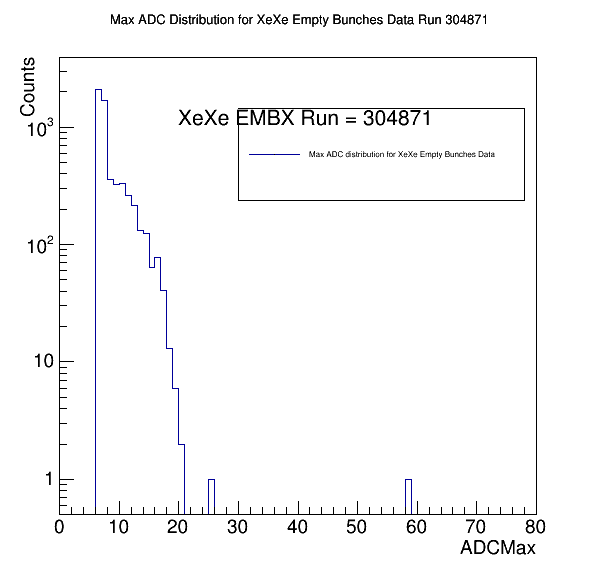 Max ADC Distribution for XeXe Empty Bunches Data Run 304871
Counts
XeXe EMBX Run = 304871
Max ADC distribution for XeXe Empty Bunches Data
10³
10²
10
1
0 10 20 30 40 50 60 70 80
ADCMax